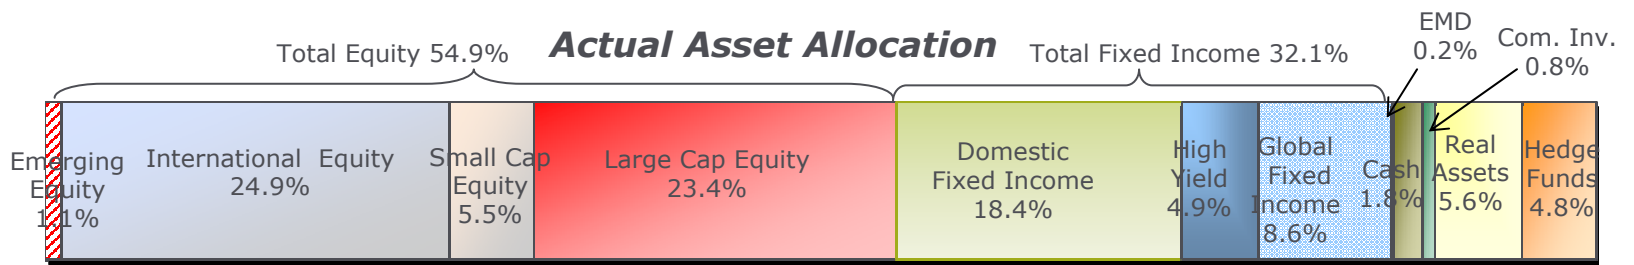 Actual Asset Allocation
Total Equity 54.9%
Total Fixed Income 32.1%
EMD
0.2%
Com. Inv.
0.8%
Emerging
Equity
1.1%
International Equity
24.9%
Small Cap
Equity
5.5%
Large Cap Equity
23.4%
Domestic
Fixed Income
18.4%
High
Yield
4.9%
Global
Fixed
Income
8.6%
Cash
1.8%
Real
Assets
5.6%
Hedge
Funds
4.8%